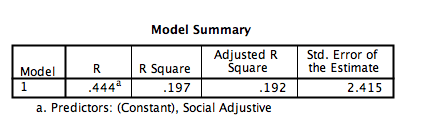 Model Summary
Model R R Square Adjusted R Square Std. Error of the Estimate
1 .444a .197 .192 2.415
a. Predictors: (Constant), Social Adjustive